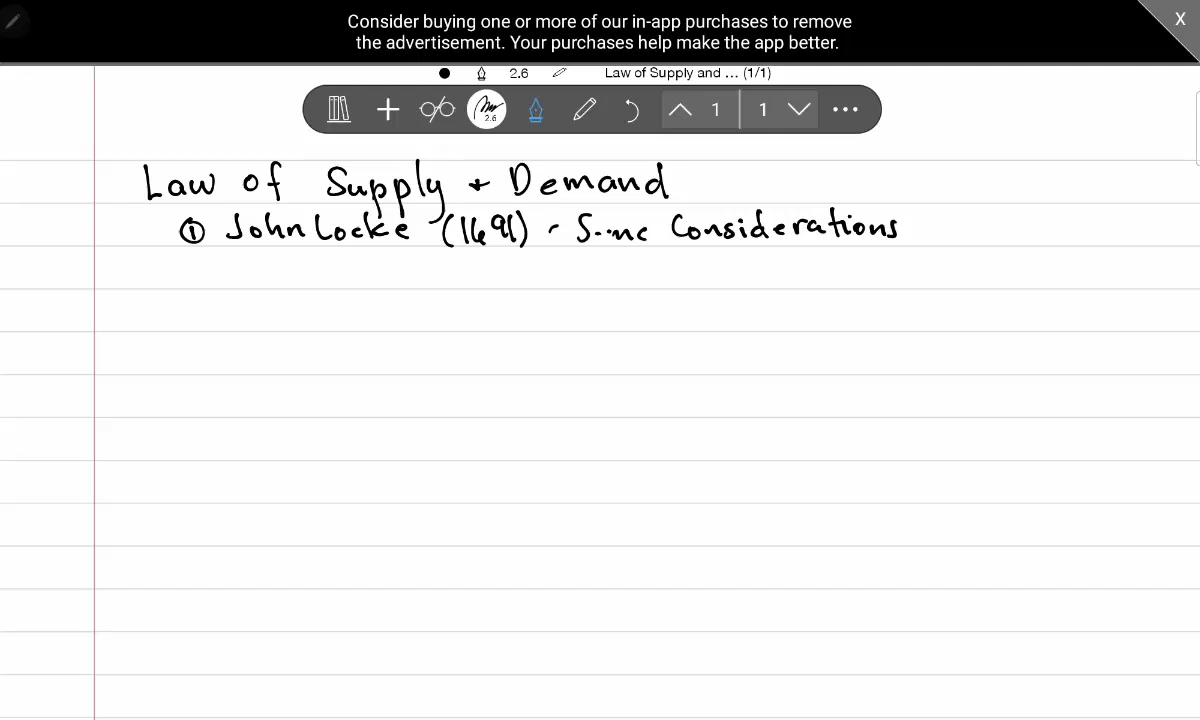 Consider buying one or more of our in-app purchases to remove
the advertisement. Your purchases help make the app better.
X
2.6 Law of Supply and ... (1/1)
2.6 1 1
Law of Supply + Demand
① John Locke (1691) - Some Considerations